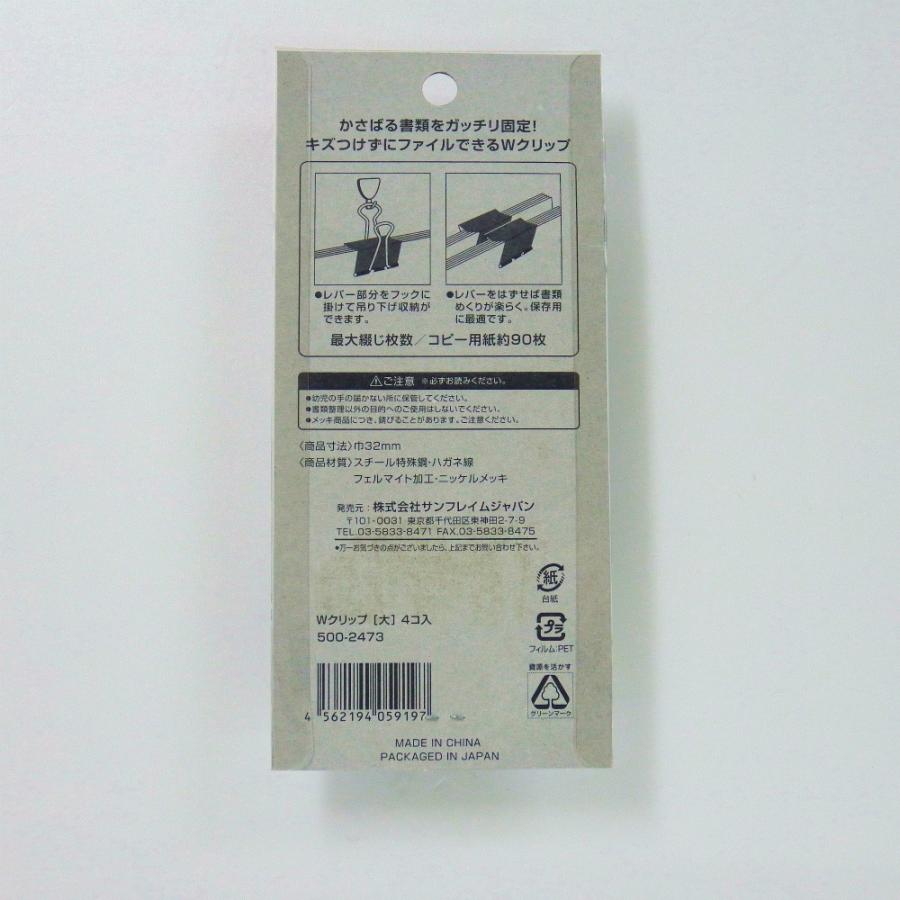 かさばる書類をガッチリ固定!
キズつけずにファイルできるWクリップ
●レバー部分をフックに
掛けて吊り下げ収納が
できます。
●レバーをはずせば書類
めくりが楽らく。保存用
に最適です。
最大綴じ枚数/コピー用紙約90枚
ご注意 ※必ずお読みください。
●幼児の手の届かない所に保管してください。
●書類整理以外の目的へのご使用はしないでください。
●メッキ商品につき、錆びることがあります。ご注意ください。
〈商品寸法〉巾32mm
〈商品材質〉スチール特殊鋼・ハガネ線
フェルマイト加工・ニッケルメッキ
発売元:株式会社サンフレイムジャパン
〒101-0031 東京都千代田区東神田2-7-9
TEL.03-5833-8471 FAX.03-5833-8475
●万一お気づきの点がございましたら、上記までお問い合わせ下さい。
紙
台紙
プラ
フィルム:PET
Wクリップ [大] 4コ入
500-2473
資源を活かす
グリーンマーク
4 562194 059197
MADE IN CHINA
PACKAGED IN JAPAN